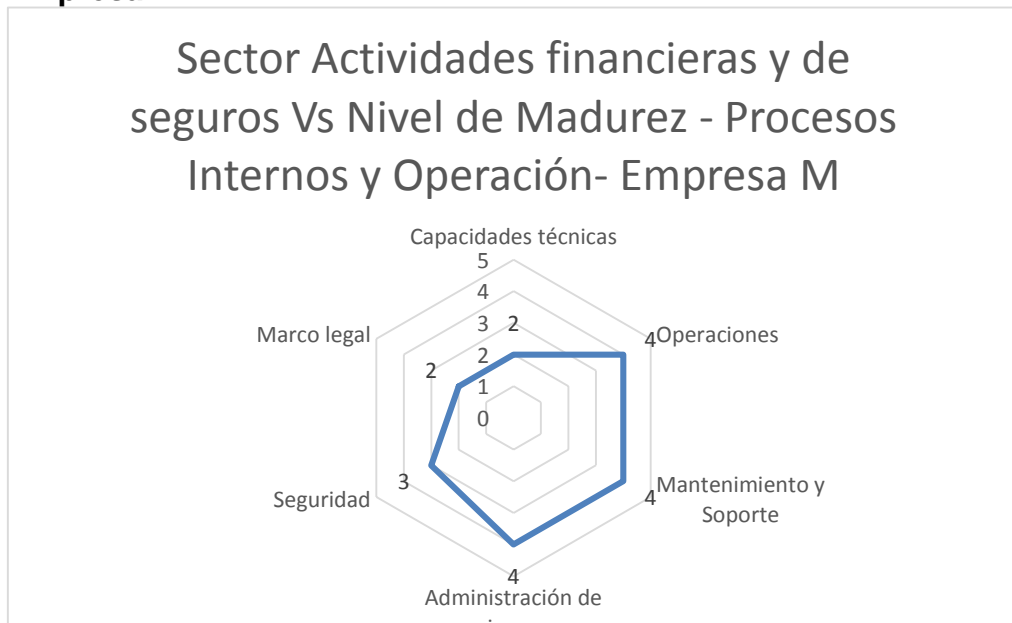 Sector Actividades financieras y de
seguros Vs Nivel de Madurez - Procesos
Internos y Operación- Empresa M
Capacidades técnicas
5
4
3
2
1
0
2
4
Operaciones
4
Mantenimiento y
Soporte
4
Administración de
3
Seguridad
2
Marco legal